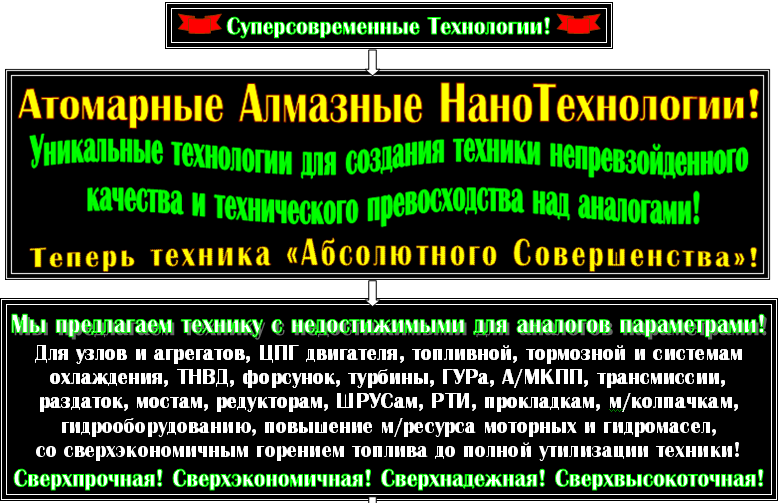 Суперсовременные Технологии!
Атомарные Алмазные НаноТехнологии!
Уникальные технологии для создания техники непревзойденного
качества и технического превосходства над аналогами!
Теперь техника «Абсолютного Совершенства»!
Мы предлагаем технику с недостижимыми для аналогов параметрами!
Для узлов и агрегатов, ЦПГ двигателя, топливной, тормозной и системам
охлаждения, ТНВД, форсунок, турбины, ГУРа, А/МКПП, трансмиссии,
раздаток, мостам, редукторам, ШРУСам, РТИ, прокладкам, м/колпачкам,
гидрооборудованию, повышение м/ресурса моторных и гидромасел,
со сверхэкономичным горением топлива до полной утилизации техники!
Сверхпрочная! Сверхэкономичная! Сверхнадежная! Сверхвысокоточная!